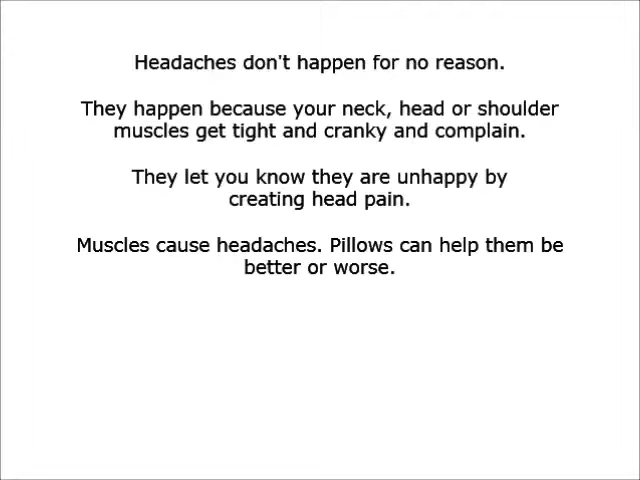 Headaches don't happen for no reason.
They happen because your neck, head or shoulder
muscles get tight and cranky and complain.
They let you know they are unhappy by
creating head pain.
Muscles cause headaches. Pillows can help them be
better or worse.